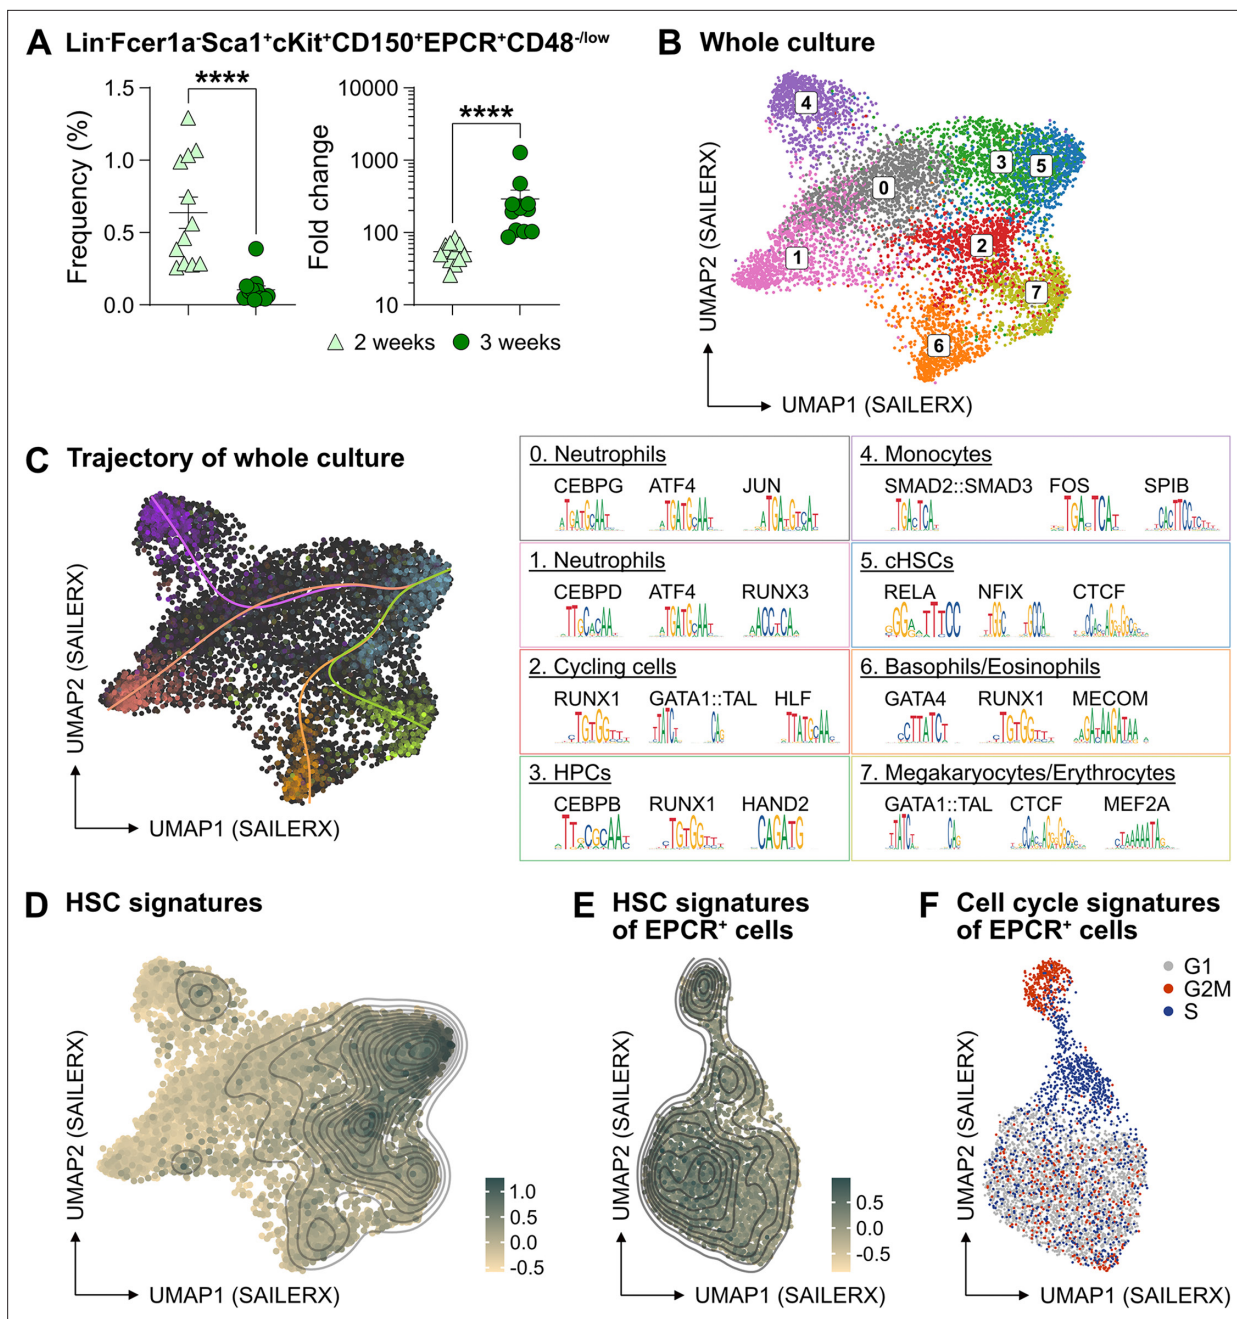 A Lin⁻Fcer1a⁻Sca1⁺cKit⁺CD150⁺EPCR⁺CD48⁻/ˡᵒʷ
****
Frequency (%)
1.5
1.0
0.5
0.0
****
Fold change
10000
1000
100
10
2 weeks
3 weeks
B Whole culture
4
3
5
0
2
1
7
6
UMAP2 (SAILERX)
UMAP1 (SAILERX)
C Trajectory of whole culture
UMAP2 (SAILERX)
UMAP1 (SAILERX)
0. Neutrophils
CEBPG ATF4 JUN
1. Neutrophils
CEBPD ATF4 RUNX3
2. Cycling cells
RUNX1 GATA1::TAL HLF
3. HPCs
CEBPB RUNX1 HAND2
4. Monocytes
SMAD2::SMAD3 FOS SPIB
5. cHSCs
RELA NFIX CTCF
6. Basophils/Eosinophils
GATA4 RUNX1 MECOM
7. Megakaryocytes/Erythrocytes
GATA1::TAL CTCF MEF2A
D HSC signatures
UMAP2 (SAILERX)
UMAP1 (SAILERX)
1.0
0.5
0.0
-0.5
E HSC signatures
of EPCR⁺ cells
UMAP2 (SAILERX)
UMAP1 (SAILERX)
0.5
0.0
-0.5
F Cell cycle signatures
of EPCR⁺ cells
G1
G2M
S
UMAP2 (SAILERX)
UMAP1 (SAILERX)